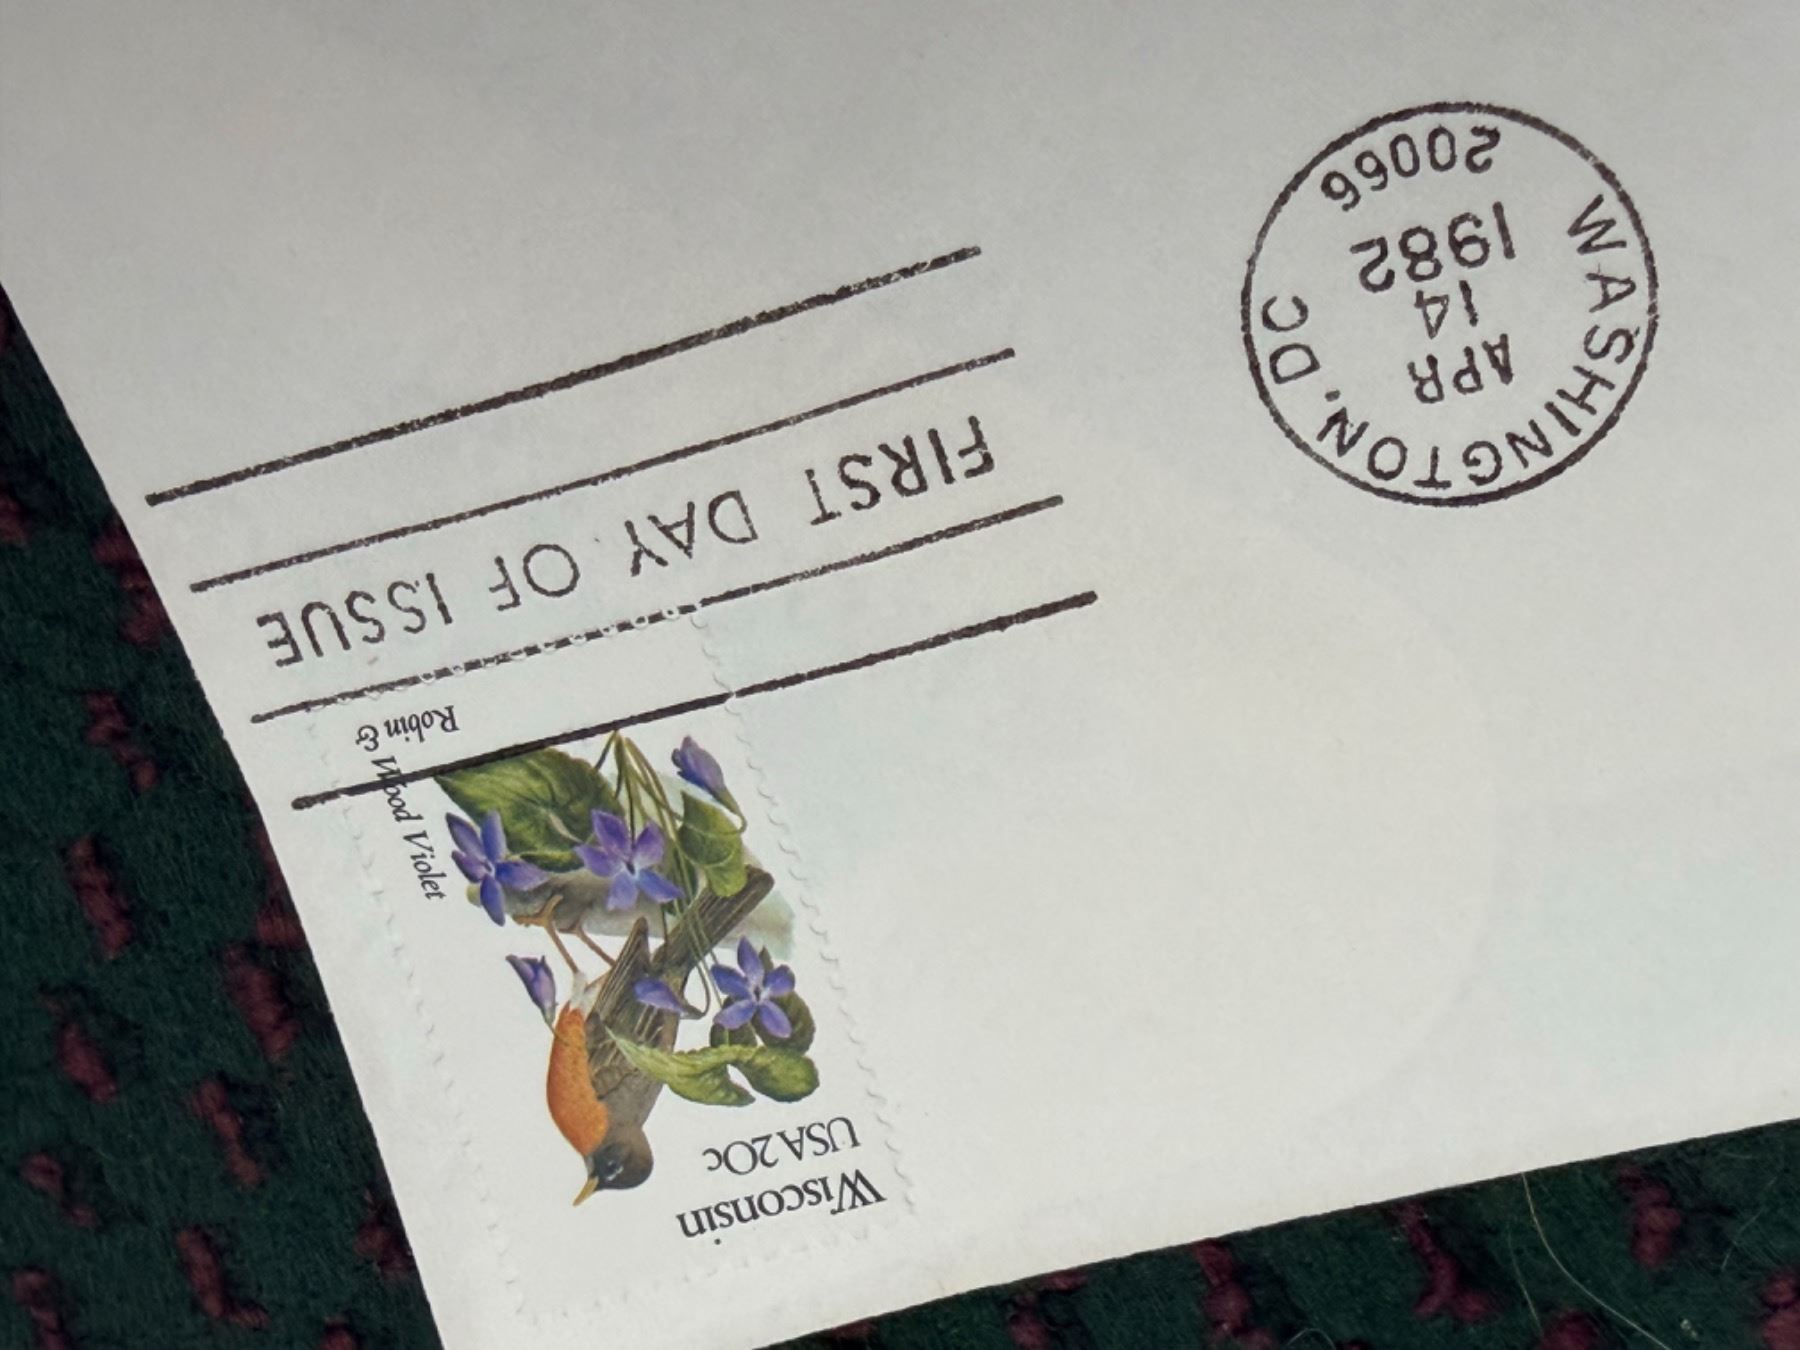 WASHINGTON, DC
APR
14
1982
20066
FIRST DAY OF ISSUE
Wisconsin
USA 20c
Robin &
Wood Violet